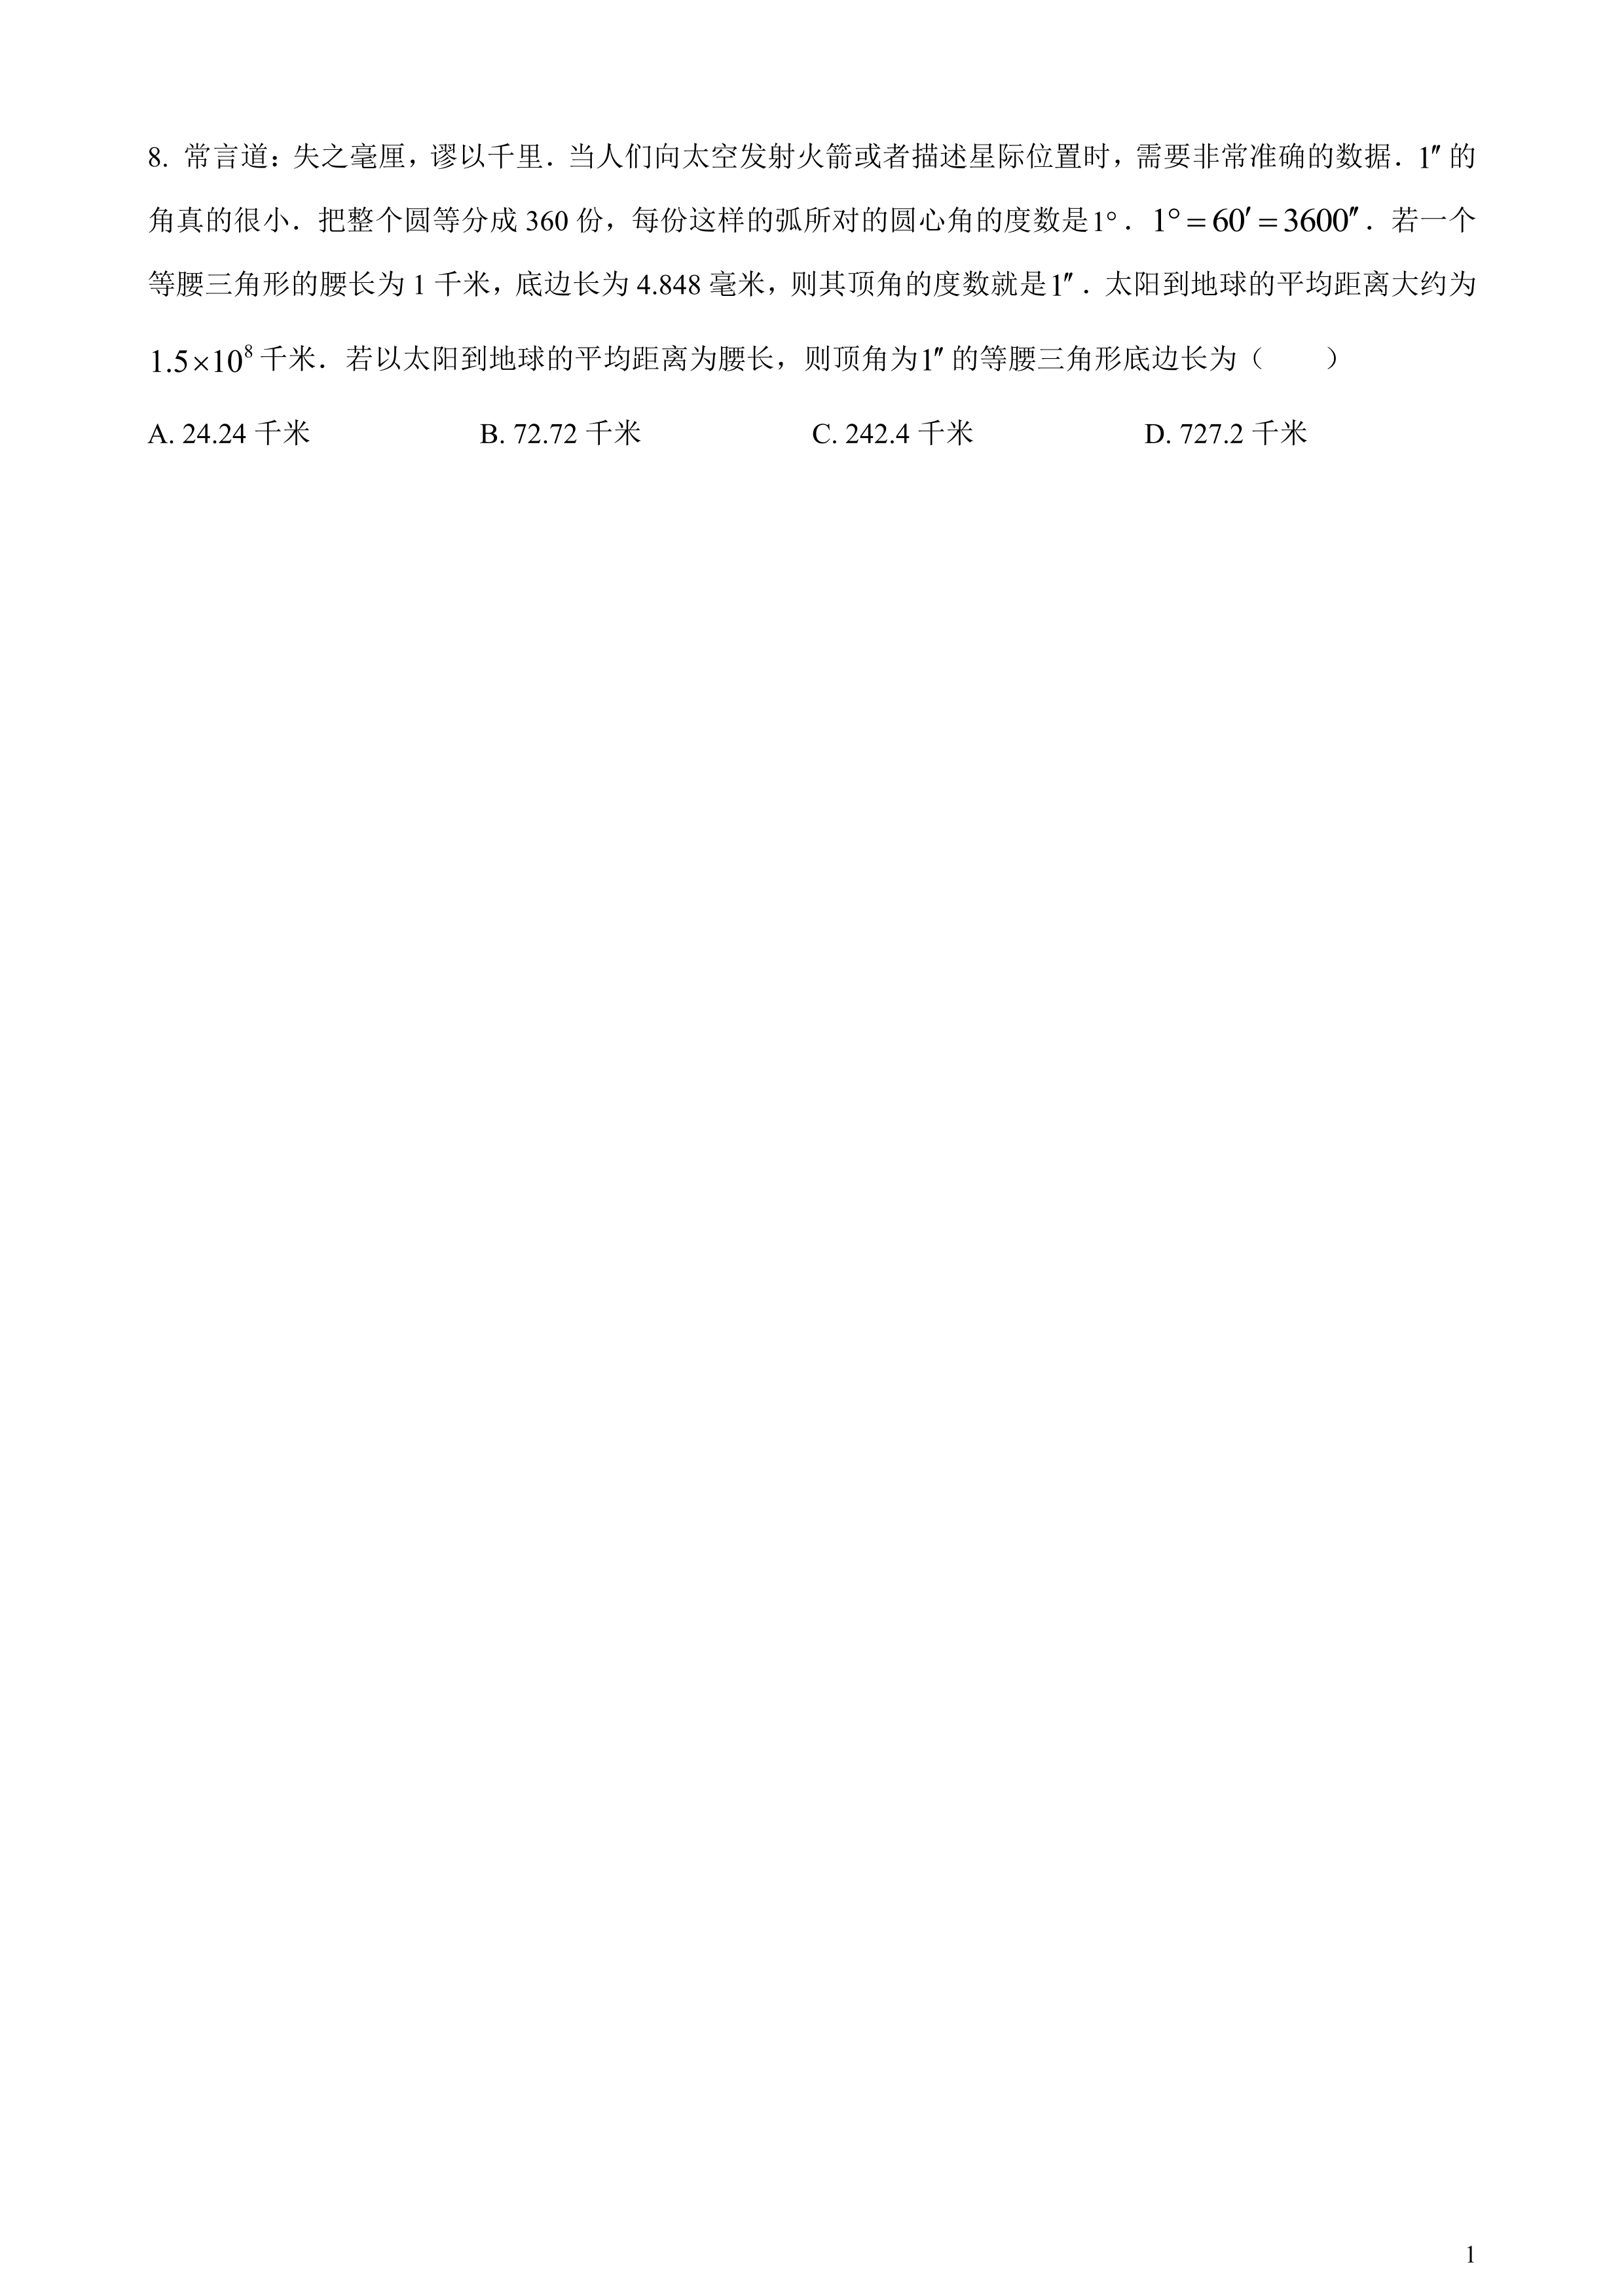 8. 常言道：失之毫厘，谬以千里．当人们向太空发射火箭或者描述星际位置时，需要非常准确的数据．1″的
角真的很小．把整个圆等分成 360 份，每份这样的弧所对的圆心角的度数是1°．1°＝60′＝3600″．若一个
等腰三角形的腰长为 1 千米，底边长为 4.848 毫米，则其顶角的度数就是1″．太阳到地球的平均距离大约为
1.5×10⁸千米．若以太阳到地球的平均距离为腰长，则顶角为1″的等腰三角形底边长为（　　）
A. 24.24 千米　B. 72.72 千米　C. 242.4 千米　D. 727.2 千米
1